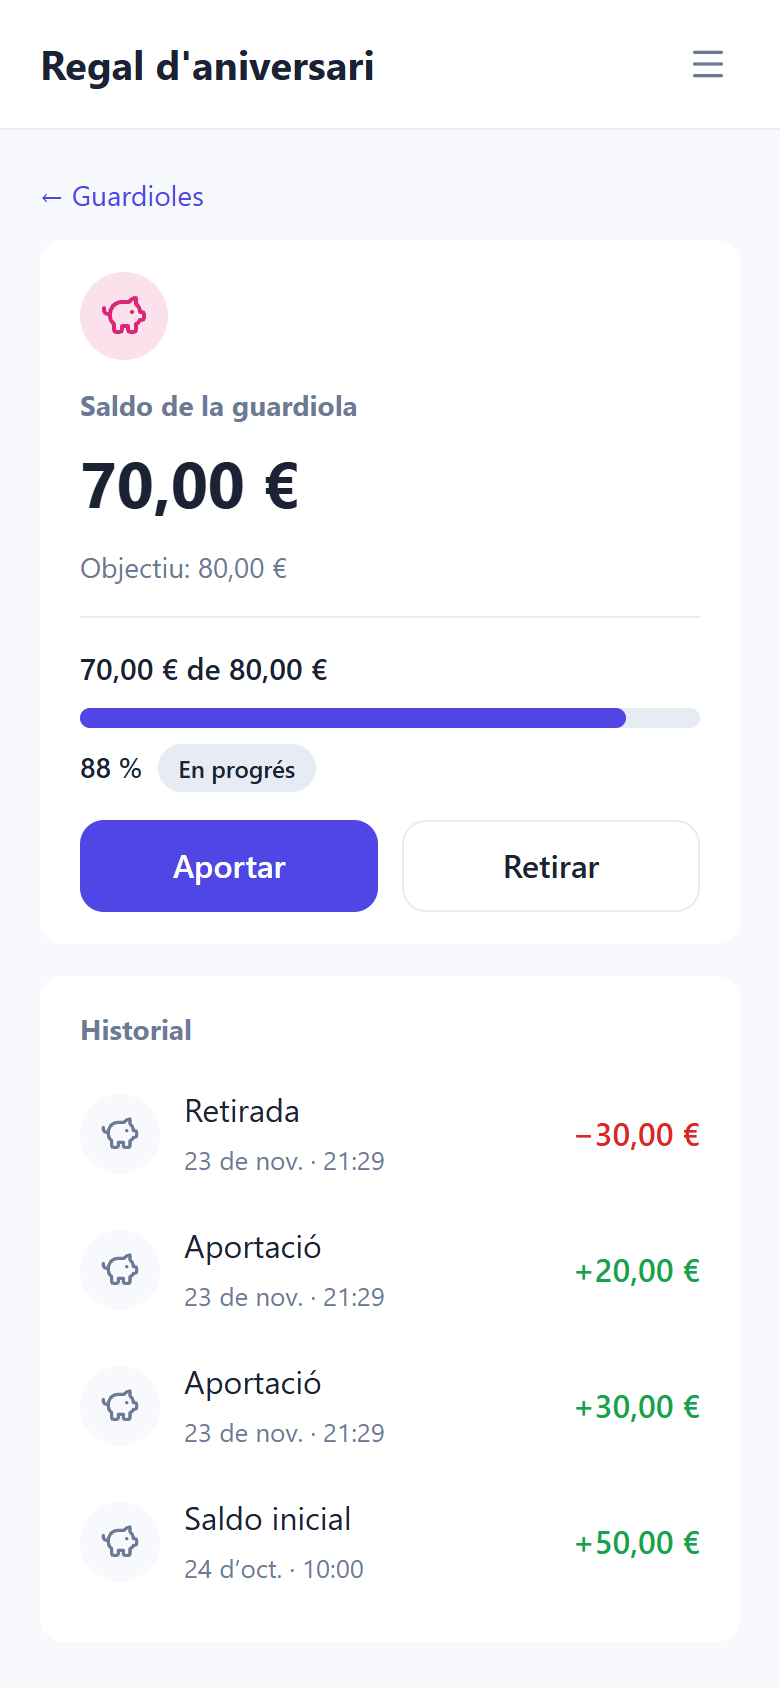 Regal d'aniversari
← Guardioles
Saldo de la guardiola
70,00 €
Objectiu: 80,00 €
70,00 € de 80,00 €
88 % En progrés
Aportar Retirar
Historial
Retirada
23 de nov. · 21:29
−30,00 €
Aportació
23 de nov. · 21:29
+20,00 €
Aportació
23 de nov. · 21:29
+30,00 €
Saldo inicial
24 d’oct. · 10:00
+50,00 €